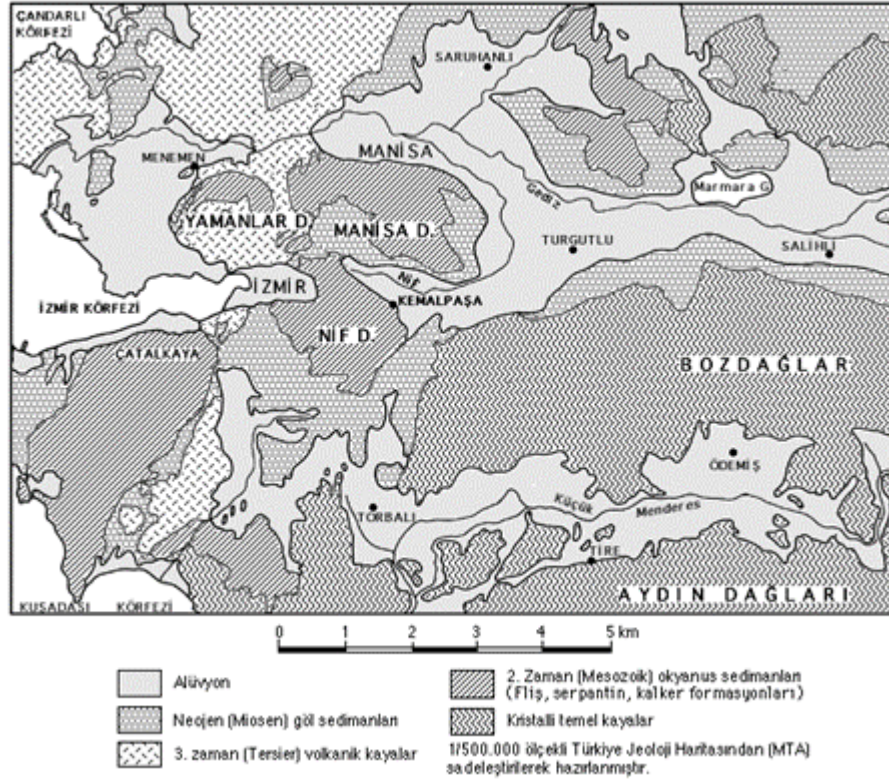 ÇANDARLI
KÖRFEZİ
SARUHANLI
MENEMEN
MANİSA
Gediz
Marmara G.
YAMANLAR D.
MANİSA D.
TURGUTLU
SALİHLİ
Nif
İZMİR
KEMALPAŞA
İZMİR KÖRFEZİ
NİF D.
ÇATALKAYA
BOZDAĞLAR
ÖDEMİŞ
Küçük
Menderes
TORBALI
TİRE
AYDIN DAĞLARI
KUŞADASI KÖRFEZİ
0 1 2 3 4 5 km
Alüvyon
Neojen (Miosen) göl sedimanları
3. zaman (Tersier) volkanik kayalar
2. Zaman (Mesozoik) okyanus sedimanları
(Fliş, serpantin, kalker formasyonları)
Kristalli temel kayalar
1/500.000 ölçekli Türkiye Jeoloji Haritasından (MTA)
sadeleştirilerek hazırlanmıştır.